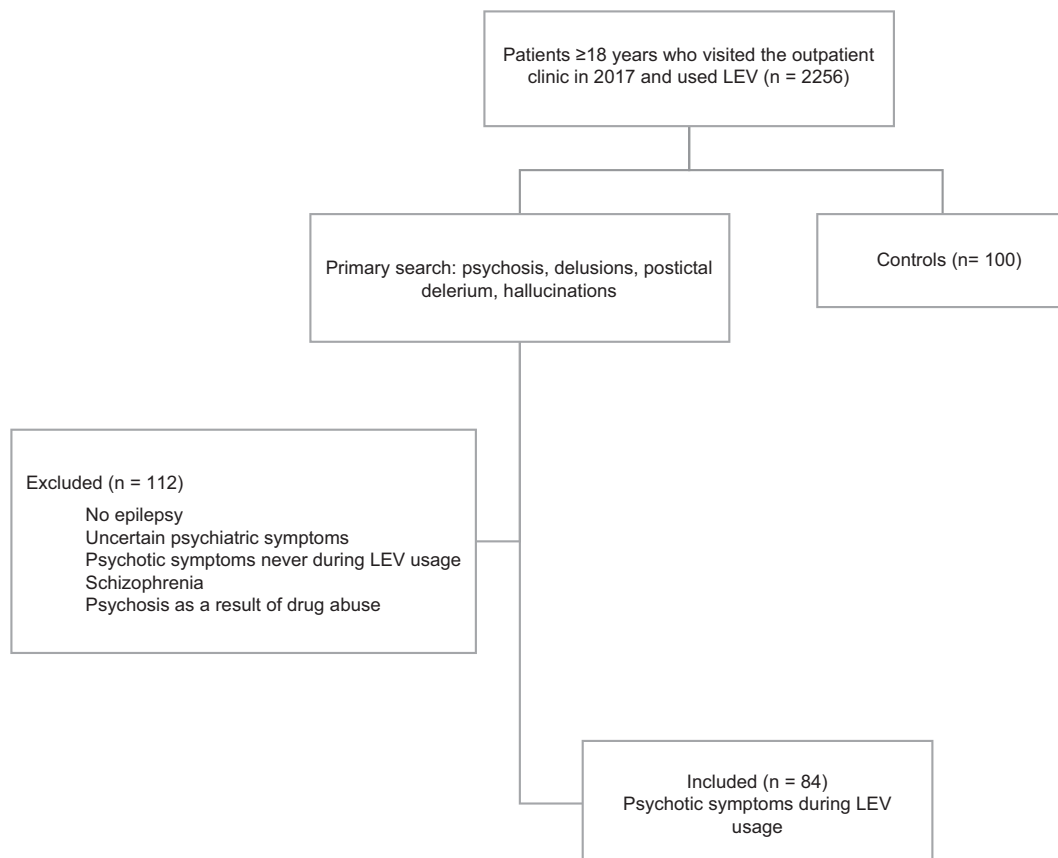 Patients ≥18 years who visited the outpatient
clinic in 2017 and used LEV (n = 2256)
Primary search: psychosis, delusions, postictal
delerium, hallucinations
Controls (n= 100)
Excluded (n = 112)
No epilepsy
Uncertain psychiatric symptoms
Psychotic symptoms never during LEV usage
Schizophrenia
Psychosis as a result of drug abuse
Included (n = 84)
Psychotic symptoms during LEV
usage